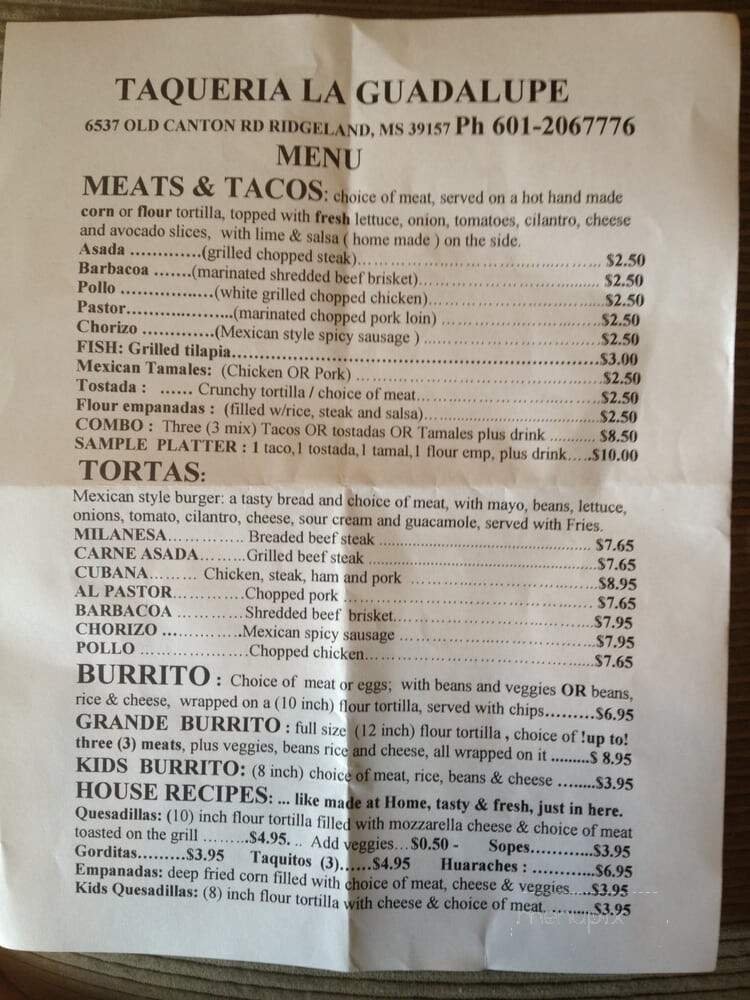 TAQUERIA LA GUADALUPE
6537 OLD CANTON RD RIDGELAND, MS 39157 Ph 601-2067776
MENU
MEATS & TACOS: choice of meat, served on a hot hand made
corn or flour tortilla, topped with fresh lettuce, onion, tomatoes, cilantro, cheese
and avocado slices, with lime & salsa ( home made ) on the side.
Asada .............(grilled chopped steak)................................................ $2.50
Barbacoa .......(marinated shredded beef brisket)................................... $2.50
Pollo .................(white grilled chopped chicken)..................................$2.50
Pastor....................(marinated chopped pork loin) ..............................$2.50
Chorizo .............(Mexican style spicy sausage ) .................................$2.50
FISH: Grilled tilapia.....................................................................$3.00
Mexican Tamales: (Chicken OR Pork) ..............................................$2.50
Tostada : ...... Crunchy tortilla / choice of meat..................................$2.50
Flour empanadas : (filled w/rice, steak and salsa)................................$2.50
COMBO : Three (3 mix) Tacos OR tostadas OR Tamales plus drink ........... $8.50
SAMPLE PLATTER : 1 taco,1 tostada,1 tamal,1 flour emp, plus drink.....$10.00
TORTAS:
Mexican style burger: a tasty bread and choice of meat, with mayo, beans, lettuce,
onions, tomato, cilantro, cheese, sour cream and guacamole, served with Fries.
MILANESA.............. Breaded beef steak ................................................ $7.65
CARNE ASADA.........Grilled beef steak ..................................................$7.65
CUBANA......... Chicken, steak, ham and pork ......................................$8.95
AL PASTOR.............Chopped pork .................................................... $7.65
BARBACOA .............Shredded beef brisket..........................................$7.95
CHORIZO ................Mexican spicy sausage ........................................$7.95
POLLO ....................Chopped chicken...............................................$7.65
BURRITO : Choice of meat or eggs; with beans and veggies OR beans,
rice & cheese, wrapped on a (10 inch) flour tortilla, served with chips.........$6.95
GRANDE BURRITO : full size (12 inch) flour tortilla , choice of !up to!
three (3) meats, plus veggies, beans rice and cheese, all wrapped on it .........$ 8.95
KIDS BURRITO: (8 inch) choice of meat, rice, beans & cheese ........$3.95
HOUSE RECIPES: ... like made at Home, tasty & fresh, just in here.
Quesadillas: (10) inch flour tortilla filled with mozzarella cheese & choice of meat
toasted on the grill .........$4.95. .. Add veggies...$0.50 - Sopes............$3.95
Gorditas.........$3.95 Taquitos (3)......$4.95 Huaraches : ............$6.95
Empanadas: deep fried corn filled with choice of meat, cheese & veggies.....$3.95
Kids Quesadillas: (8) inch flour tortilla with cheese & choice of meat. .........$3.95
menupix